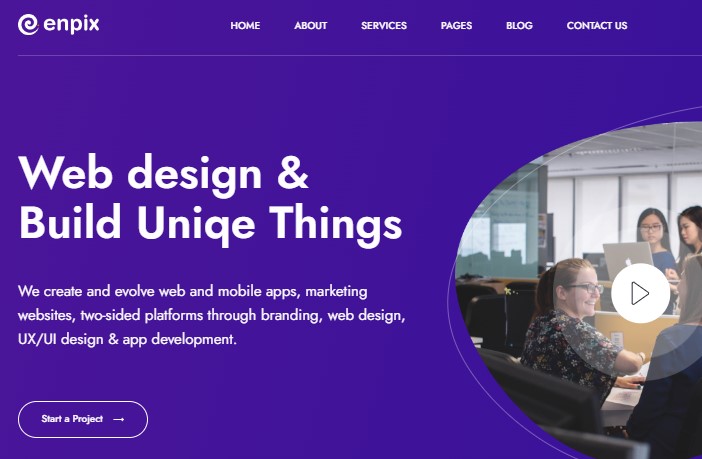 enpix
HOME ABOUT SERVICES PAGES BLOG CONTACT US
Web design &
Build Uniqe Things
We create and evolve web and mobile apps, marketing
websites, two-sided platforms through branding, web design,
UX/UI design & app development.
Start a Project →